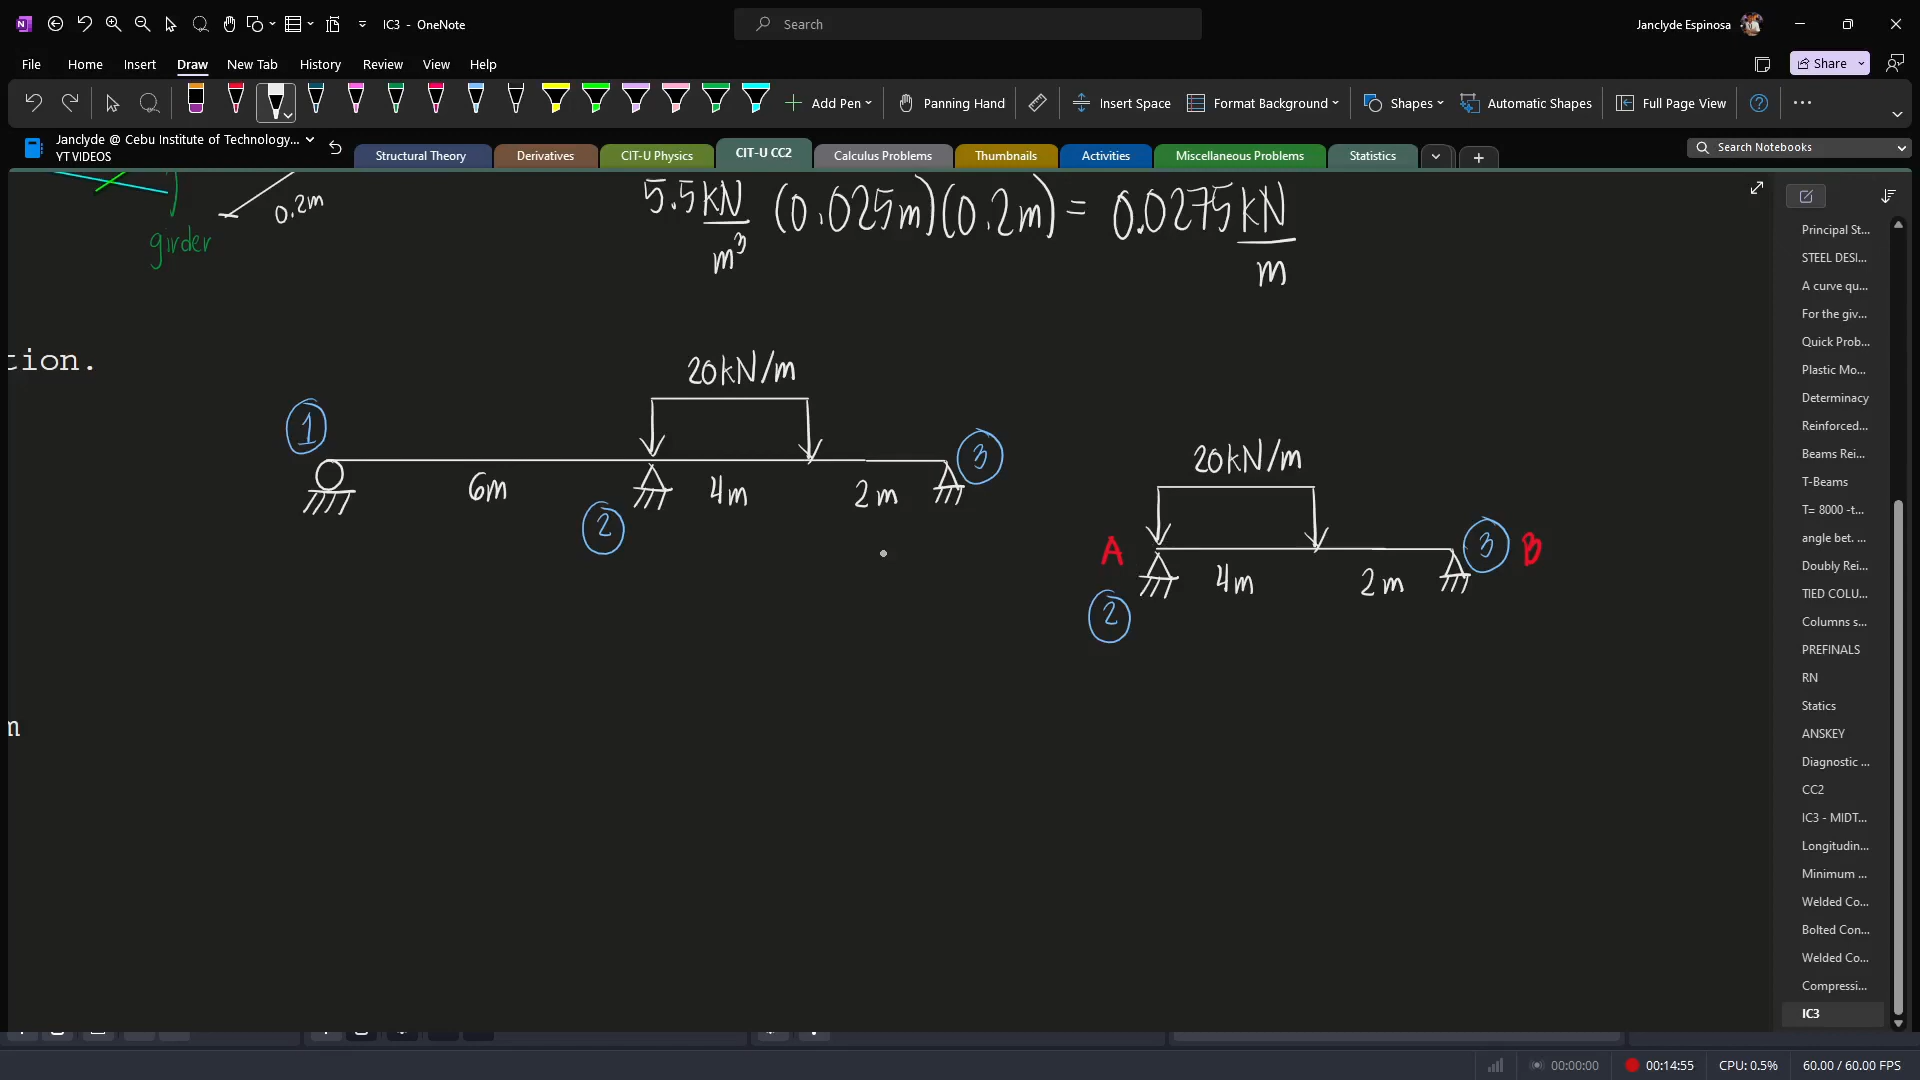 IC3 - OneNote
Search
Janclyde Espinosa
File Home Insert Draw New Tab History Review View Help
Share
Add Pen Panning Hand Insert Space Format Background Shapes Automatic Shapes Full Page View
Janclyde @ Cebu Institute of Technology...
YT VIDEOS
Structural Theory Derivatives CIT-U Physics CIT-U CC2 Calculus Problems Thumbnails Activities Miscellaneous Problems Statistics
Search Notebooks
0.2m
girder
5.5 kN/m³ (0.025m)(0.2m) = 0.0275 kN/m
tion.
20kN/m
1
3
6m 4m 2m
2
20kN/m
A 3 B
4m 2m
2
m
Principal St...
STEEL DESI...
A curve qu...
For the giv...
Quick Prob...
Plastic Mo...
Determinacy
Reinforced...
Beams Rei...
T-Beams
T= 8000 -t...
angle bet. ...
Doubly Rei...
TIED COLU...
Columns s...
PREFINALS
RN
Statics
ANSKEY
Diagnostic ...
CC2
IC3 - MIDT...
Longitudin...
Minimum ...
Welded Co...
Bolted Con...
Welded Co...
Compressi...
IC3
00:00:00 00:14:55 CPU: 0.5% 60.00 / 60.00 FPS